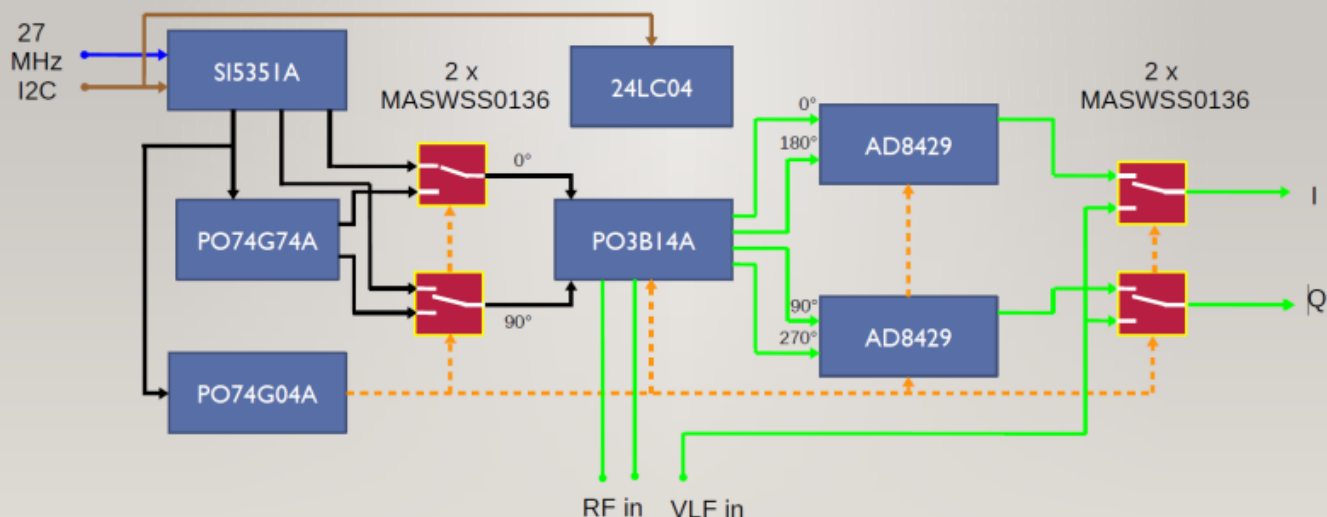 27
MHz
I2C
SI5351A
2 x
MASWSS0136
24LC04
2 x
MASWSS0136
0°
180°
AD8429
0°
I
PO74G74A
PO3B14A
90°
90°
270°
AD8429
Q
PO74G04A
RF in
VLF in